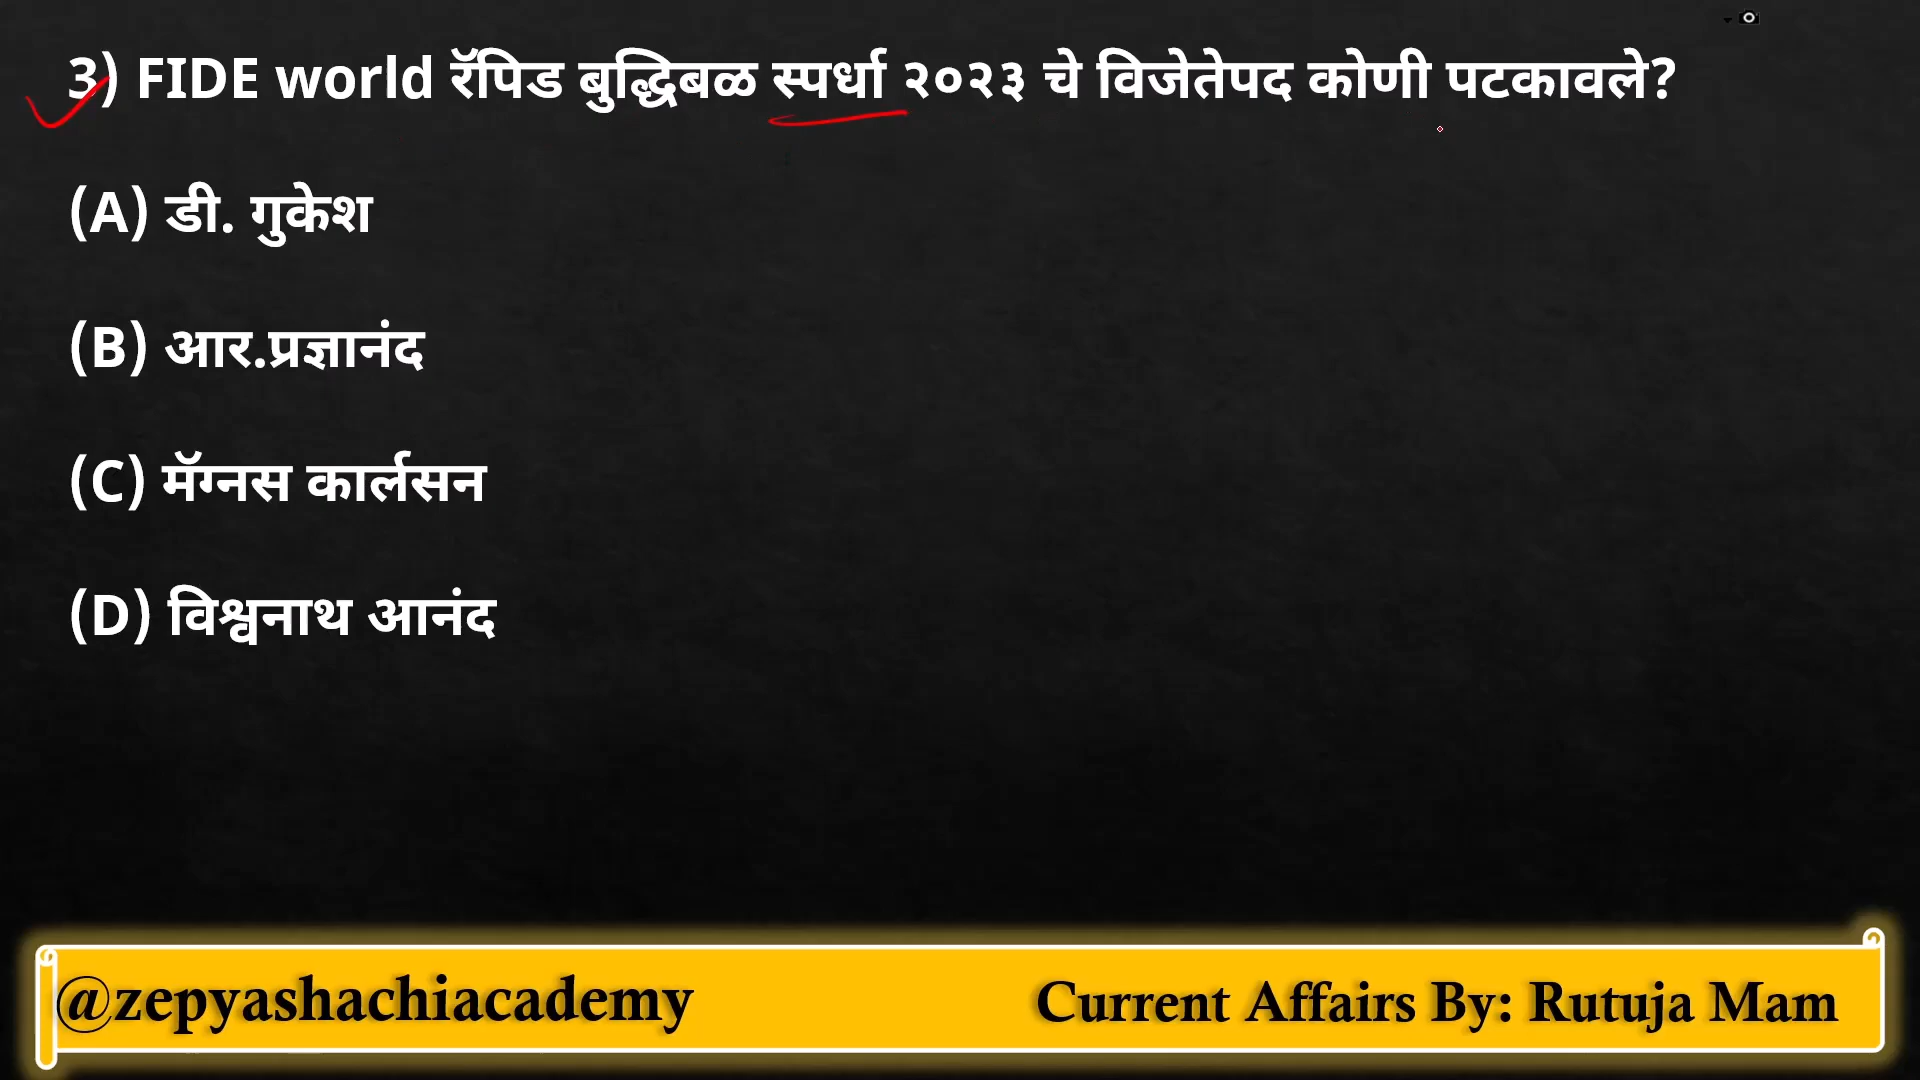 3) FIDE world रॅपिड बुद्धिबळ स्पर्धा २०२३ चे विजेतेपद कोणी पटकावले?
(A) डी. गुकेश
(B) आर.प्रज्ञानंद
(C) मॅग्नस कार्लसन
(D) विश्वनाथ आनंद
@zepyashachiacademy
Current Affairs By: Rutuja Mam